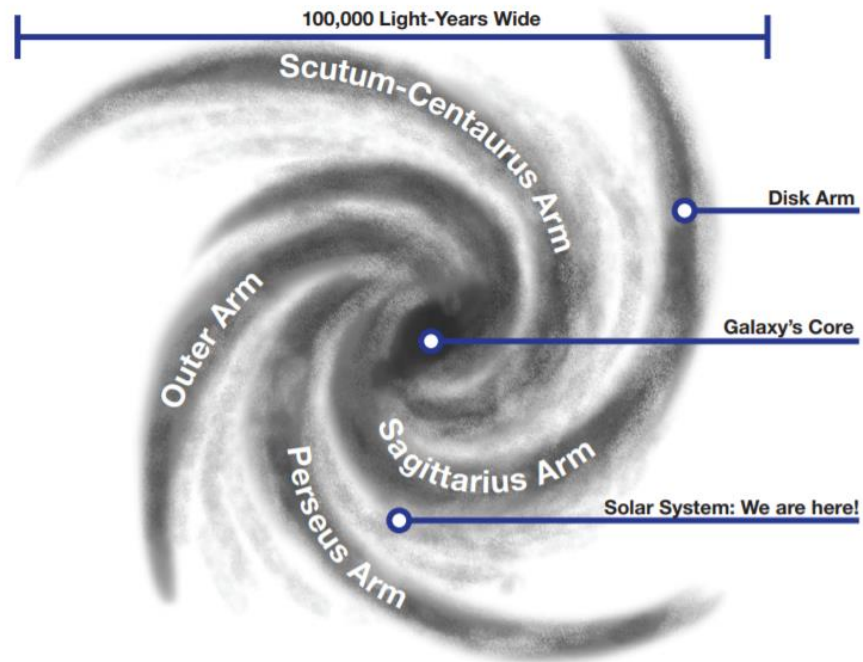 100,000 Light-Years Wide
Scutum-Centaurus Arm
Disk Arm
Outer Arm
Galaxy's Core
Sagittarius Arm
Perseus Arm
Solar System: We are here!